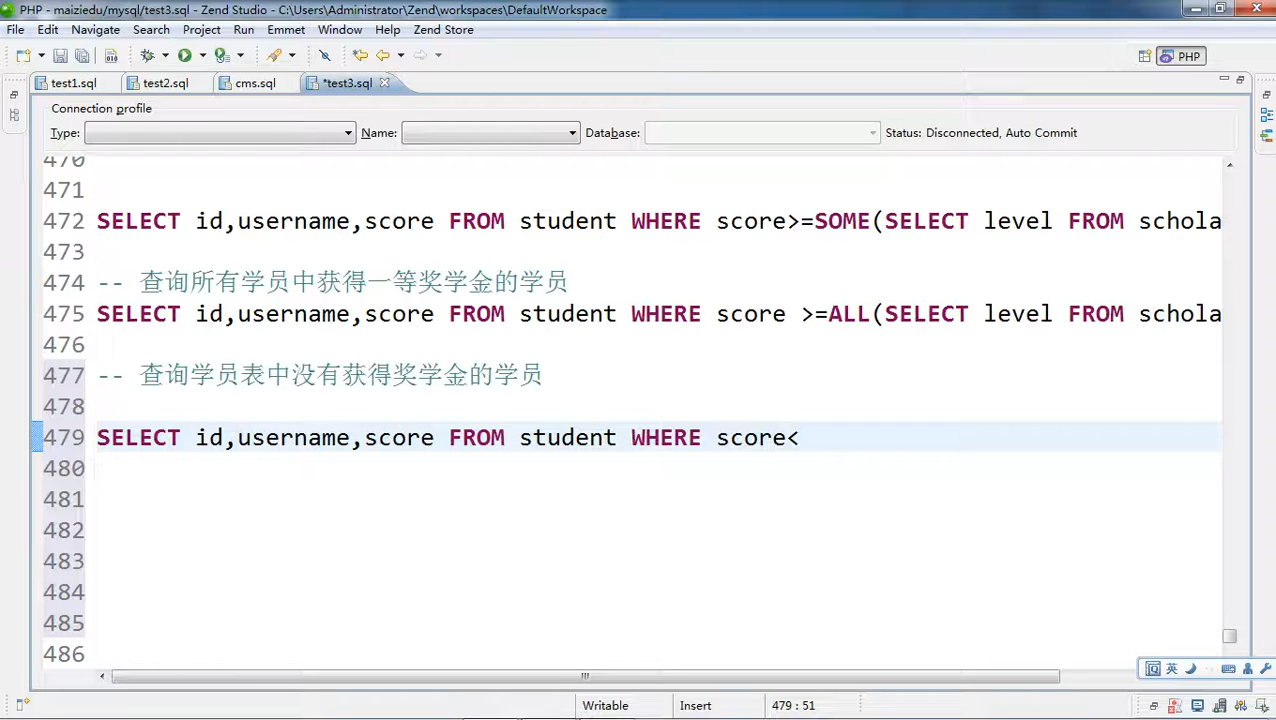 PHP - maiziedu/mysql/test3.sql - Zend Studio - C:\Users\Administrator\Zend\workspaces\DefaultWorkspace
File Edit Navigate Search Project Run Emmet Window Help Zend Store
PHP
test1.sql test2.sql cms.sql *test3.sql
Connection profile
Type: Name: Database: Status: Disconnected, Auto Commit
470
471
472 SELECT id,username,score FROM student WHERE score>=SOME(SELECT level FROM schola
473
474 -- 查询所有学员中获得一等奖学金的学员
475 SELECT id,username,score FROM student WHERE score >=ALL(SELECT level FROM schola
476
477 -- 查询学员表中没有获得奖学金的学员
478
479 SELECT id,username,score FROM student WHERE score<
480
481
482
483
484
485
486
英
Writable Insert 479 : 51